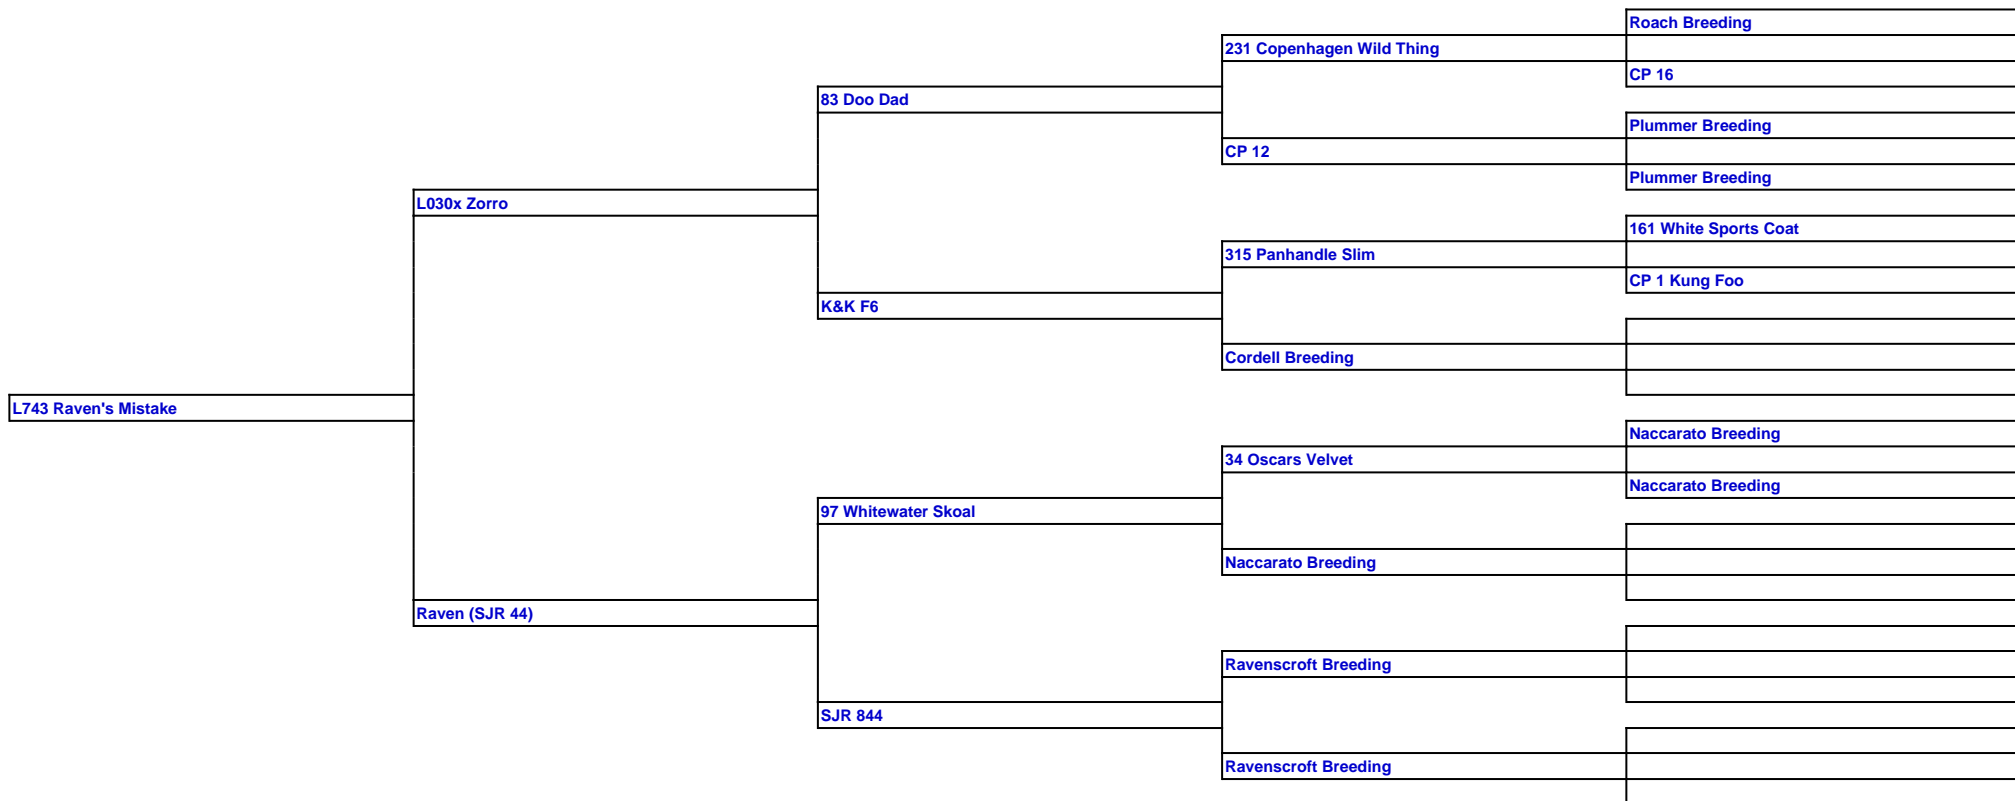 Roach Breeding
231 Copenhagen Wild Thing
CP 16
83 Doo Dad
Plummer Breeding
CP 12
Plummer Breeding
L030x Zorro
161 White Sports Coat
315 Panhandle Slim
CP 1 Kung Foo
K&K F6
Cordell Breeding
L743 Raven's Mistake
Naccarato Breeding
34 Oscars Velvet
Naccarato Breeding
97 Whitewater Skoal
Naccarato Breeding
Raven (SJR 44)
Ravenscroft Breeding
SJR 844
Ravenscroft Breeding